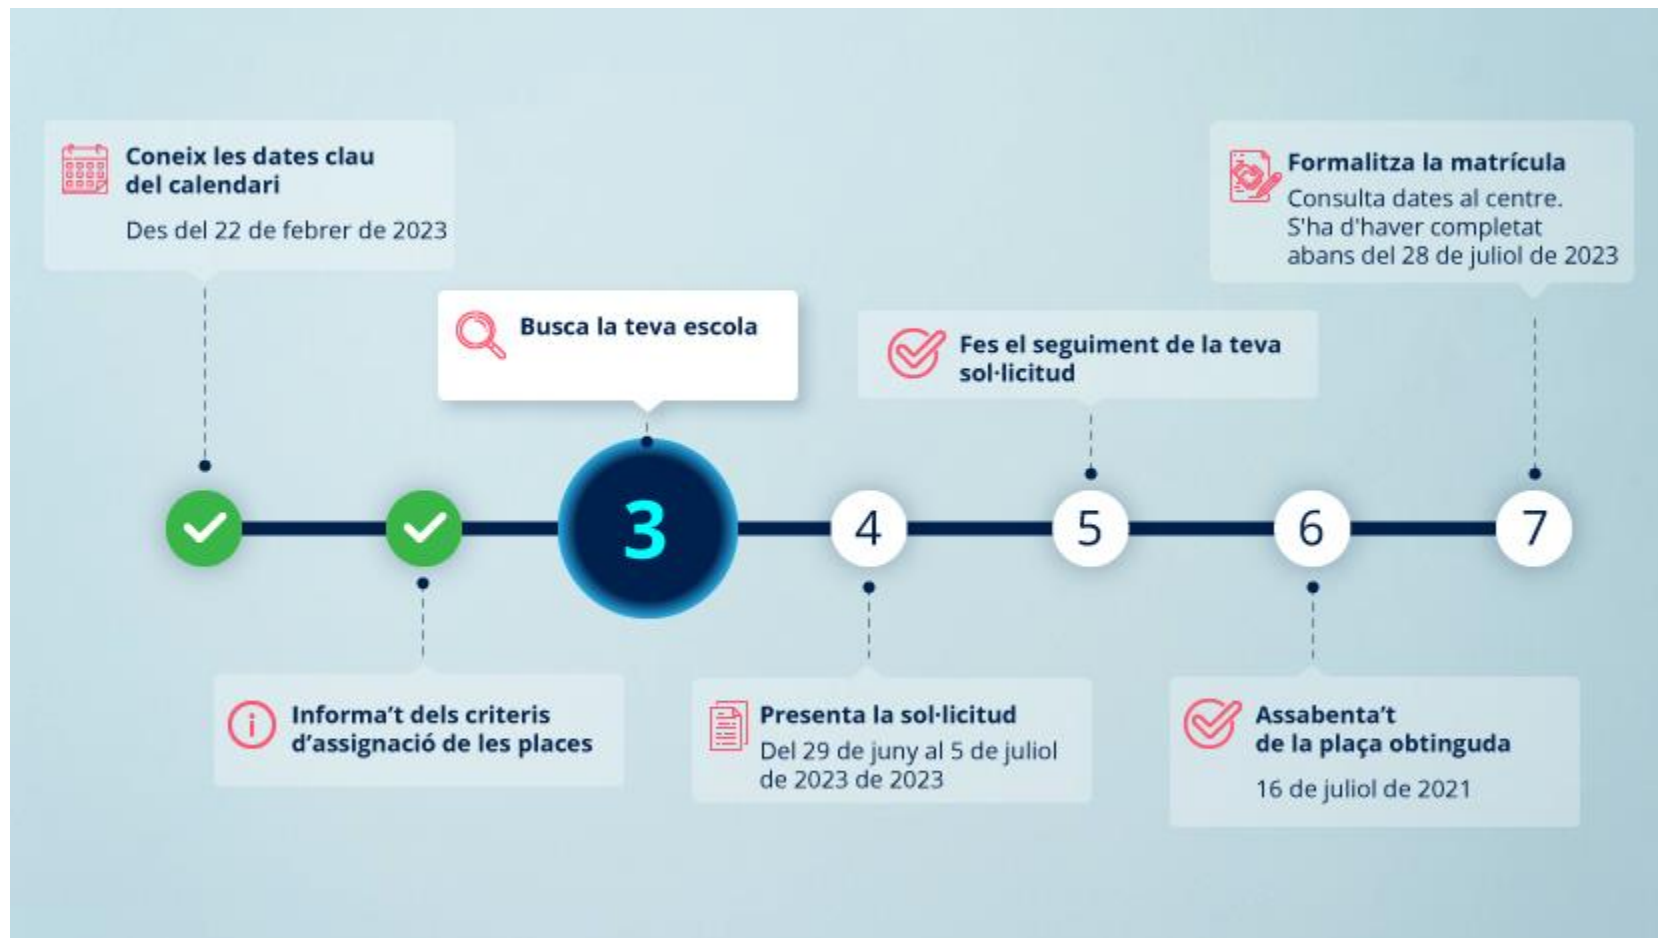 Coneix les dates clau
del calendari
Des del 22 de febrer de 2023
Formalitza la matrícula
Consulta dates al centre.
S'ha d'haver completat
abans del 28 de juliol de 2023
Busca la teva escola
Fes el seguiment de la teva
sol·licitud
3
4
5
6
7
Informa’t dels criteris
d’assignació de les places
Presenta la sol·licitud
Del 29 de juny al 5 de juliol
de 2023 de 2023
Assabenta’t
de la plaça obtinguda
16 de juliol de 2021